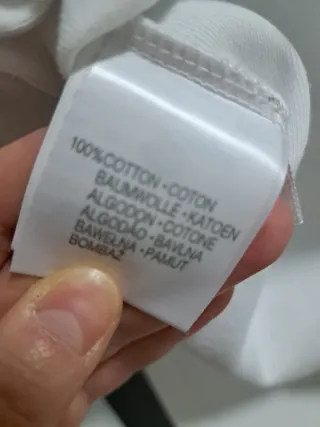 100%COTTON - COTON
BAUMWOLLE - KATOEN
ALGODON - COTONE
ALGODÃO - BAVLNA
BAWEŁNA - PAMUT
BOMBAŻ